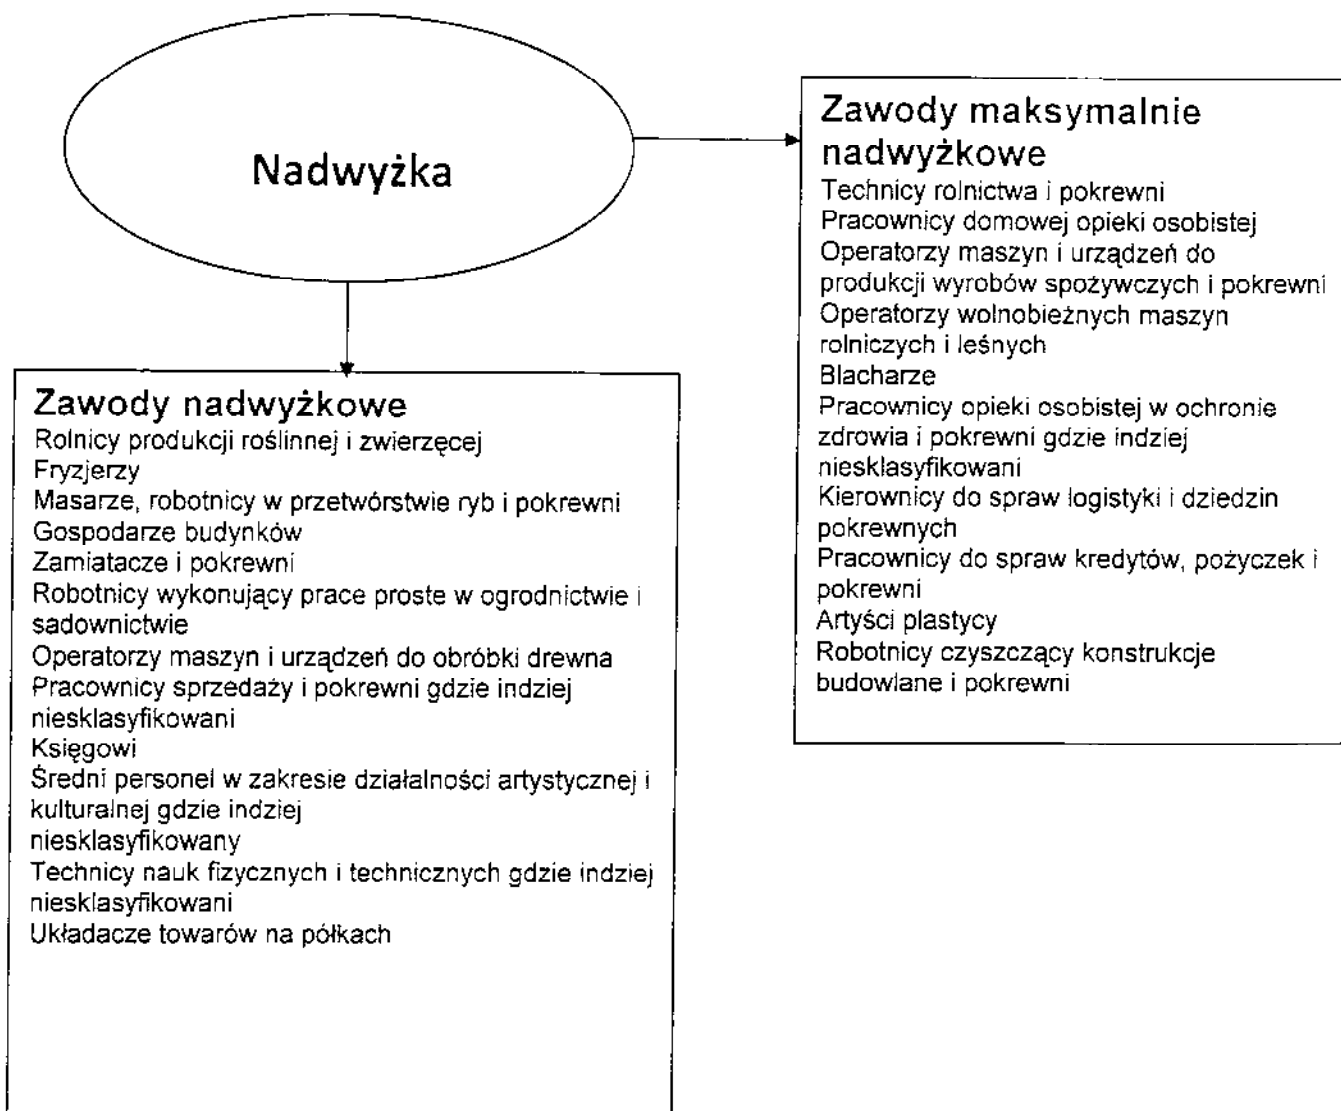 Nadwyżka
Zawody maksymalnie
nadwyżkowe
Technicy rolnictwa i pokrewni
Pracownicy domowej opieki osobistej
Operatorzy maszyn i urządzeń do
produkcji wyrobów spożywczych i pokrewni
Operatorzy wolnobieżnych maszyn
rolniczych i leśnych
Blacharze
Pracownicy opieki osobistej w ochronie
zdrowia i pokrewni gdzie indziej
niesklasyfikowani
Kierownicy do spraw logistyki i dziedzin
pokrewnych
Pracownicy do spraw kredytów, pożyczek i
pokrewni
Artyści plastycy
Robotnicy czyszczący konstrukcje
budowlane i pokrewni
Zawody nadwyżkowe
Rolnicy produkcji roślinnej i zwierzęcej
Fryzjerzy
Masarze, robotnicy w przetwórstwie ryb i pokrewni
Gospodarze budynków
Zamiatacze i pokrewni
Robotnicy wykonujący prace proste w ogrodnictwie i
sadownictwie
Operatorzy maszyn i urządzeń do obróbki drewna
Pracownicy sprzedaży i pokrewni gdzie indziej
niesklasyfikowani
Księgowi
Średni personel w zakresie działalności artystycznej i
kulturalnej gdzie indziej
niesklasyfikowany
Technicy nauk fizycznych i technicznych gdzie indziej
niesklasyfikowani
Układacze towarów na półkach